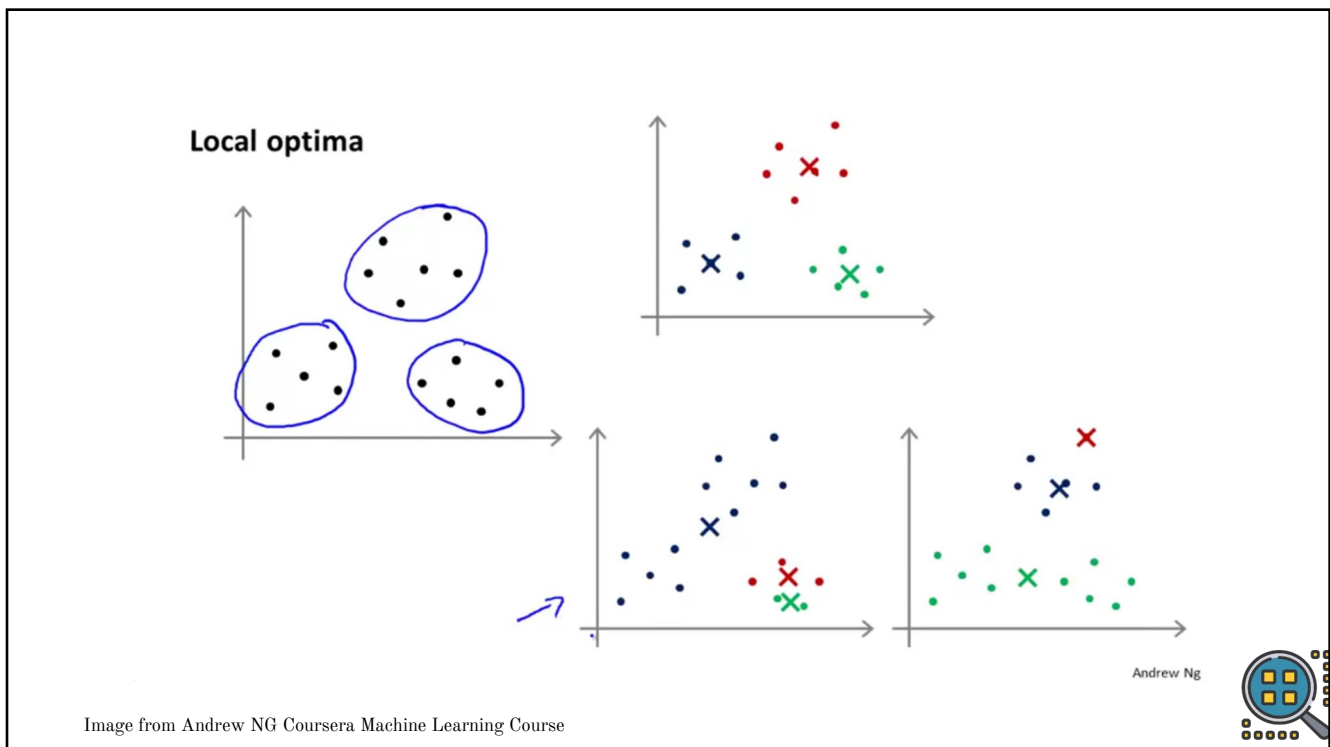 Local optima
Andrew Ng
Image from Andrew NG Coursera Machine Learning Course